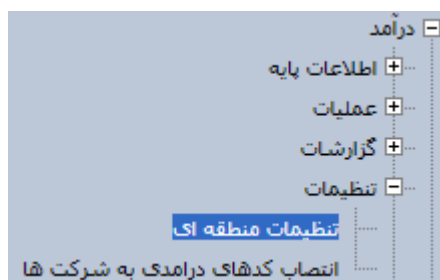 درآمد
اطلاعات پایه
عملیات
گزارشات
تنظیمات
تنظیمات منطقه ای
انتصاب کدهای درامدی به شرکت ها